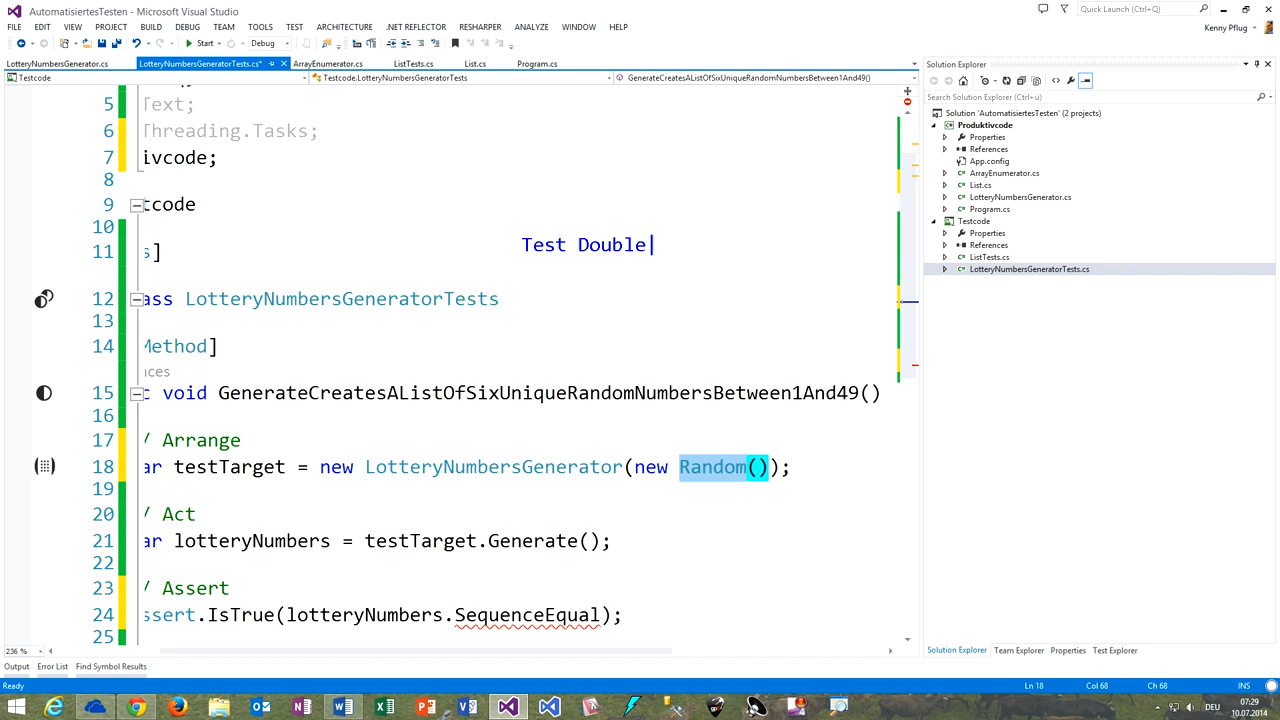 AutomatisiertesTesten - Microsoft Visual Studio
Quick Launch (Ctrl+Q)
FILE EDIT VIEW PROJECT BUILD DEBUG TEAM TOOLS TEST ARCHITECTURE .NET REFLECTOR RESHARPER ANALYZE WINDOW HELP
Kenny Pflug
Start Debug
LotteryNumbersGenerator.cs LotteryNumbersGeneratorTests.cs* ArrayEnumerator.cs ListTests.cs List.cs Program.cs
Testcode Testcode.LotteryNumbersGeneratorTests GenerateCreatesAListOfSixUniqueRandomNumbersBetween1And49()
5 Text;
6 Threading.Tasks;
7 ivcode;
8
9 tcode
10
11 s]
Test Double
12 ass LotteryNumbersGeneratorTests
13
14 Method]
nces
15 c void GenerateCreatesAListOfSixUniqueRandomNumbersBetween1And49()
16
17 / Arrange
18 ar testTarget = new LotteryNumbersGenerator(new Random());
19
20 / Act
21 ar lotteryNumbers = testTarget.Generate();
22
23 / Assert
24 ssert.IsTrue(lotteryNumbers.SequenceEqual);
25
236 %
Solution Explorer
Search Solution Explorer (Ctrl+ü)
Solution 'AutomatisiertesTesten' (2 projects)
Produktivcode
Properties
References
App.config
ArrayEnumerator.cs
List.cs
LotteryNumbersGenerator.cs
Program.cs
Testcode
Properties
References
ListTests.cs
LotteryNumbersGeneratorTests.cs
Solution Explorer Team Explorer Properties Test Explorer
Output Error List Find Symbol Results
Ready Ln 18 Col 68 Ch 68 INS
DEU
07:29
10.07.2014